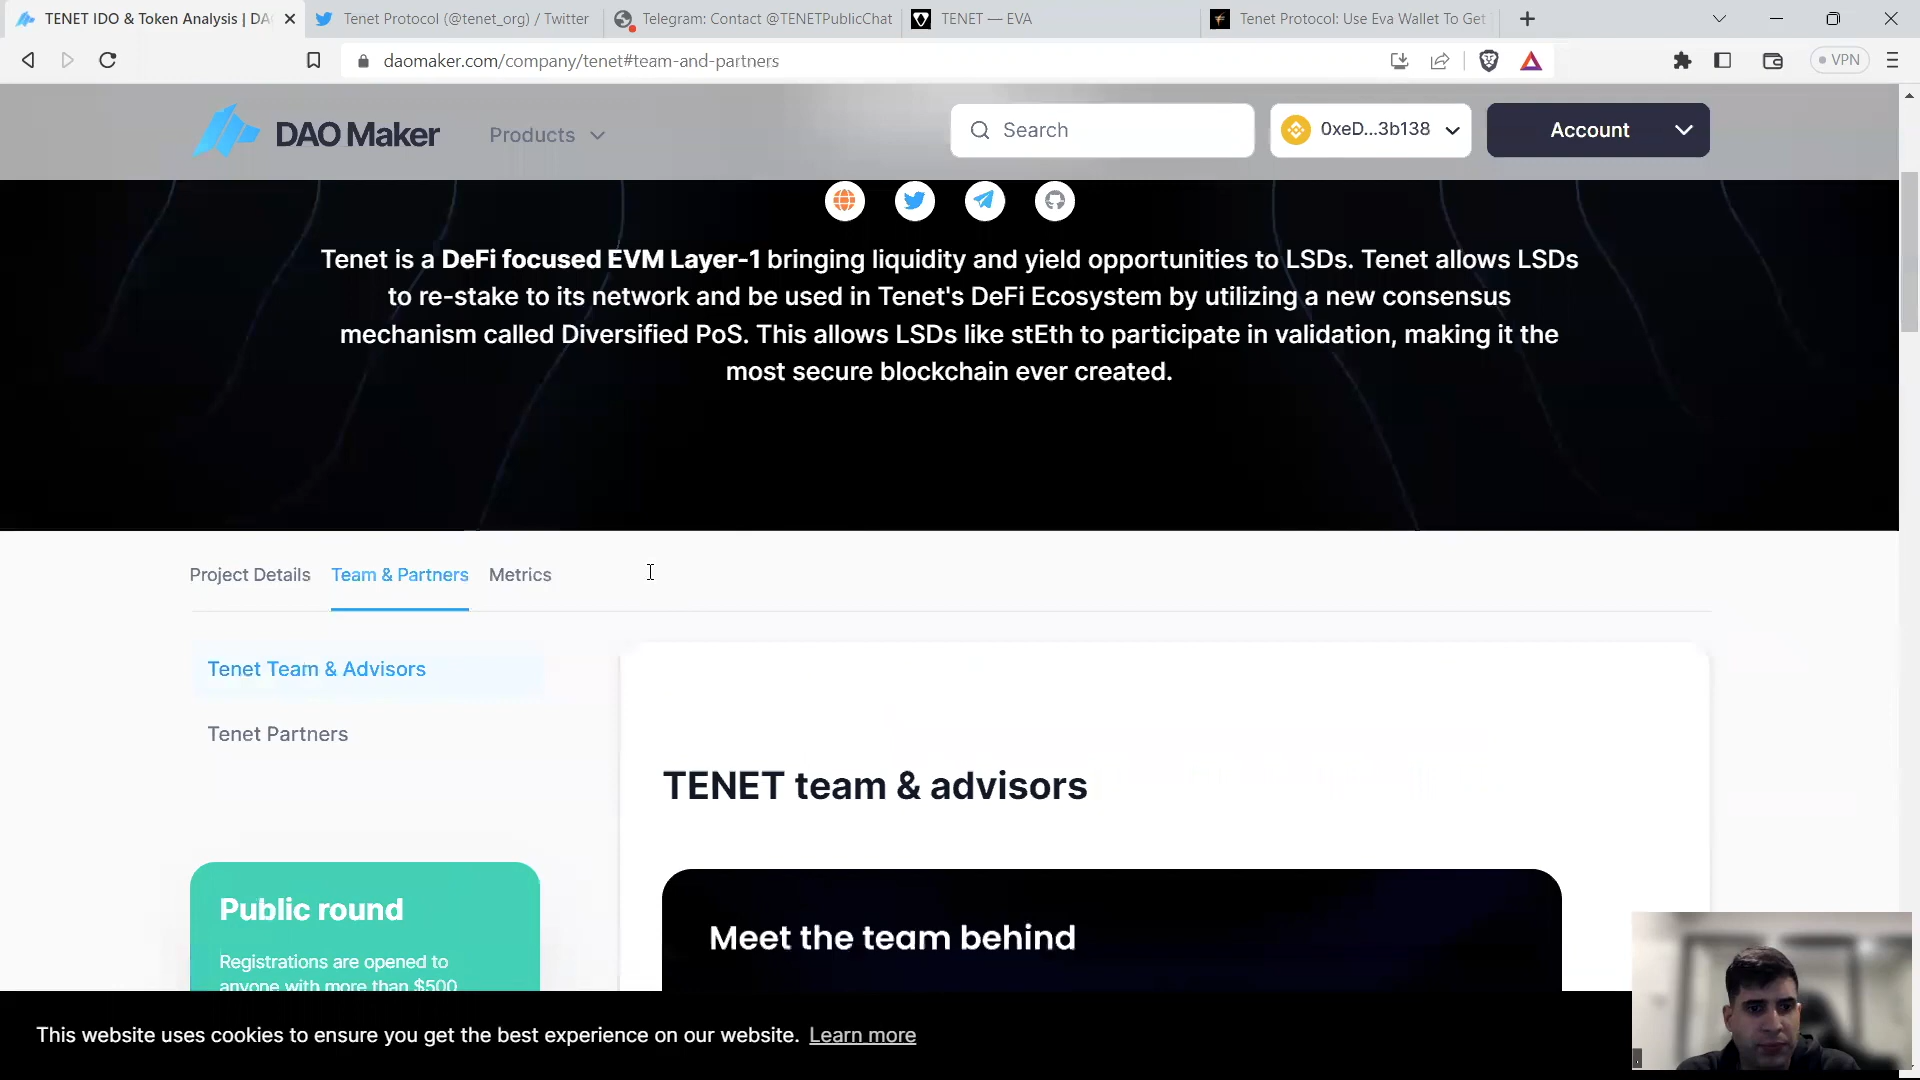 TENET IDO & Token Analysis | DA
Tenet Protocol (@tenet_org) / Twitter
Telegram: Contact @TENETPublicChat
TENET — EVA
Tenet Protocol: Use Eva Wallet To Get
daomaker.com/company/tenet#team-and-partners
VPN
DAO Maker
Products
Search
0xeD...3b138
Account
Tenet is a DeFi focused EVM Layer-1 bringing liquidity and yield opportunities to LSDs. Tenet allows LSDs
to re-stake to its network and be used in Tenet's DeFi Ecosystem by utilizing a new consensus
mechanism called Diversified PoS. This allows LSDs like stEth to participate in validation, making it the
most secure blockchain ever created.
Project Details
Team & Partners
Metrics
Tenet Team & Advisors
Tenet Partners
TENET team & advisors
Public round
Registrations are opened to
anyone with more than $500
Meet the team behind
This website uses cookies to ensure you get the best experience on our website. Learn more